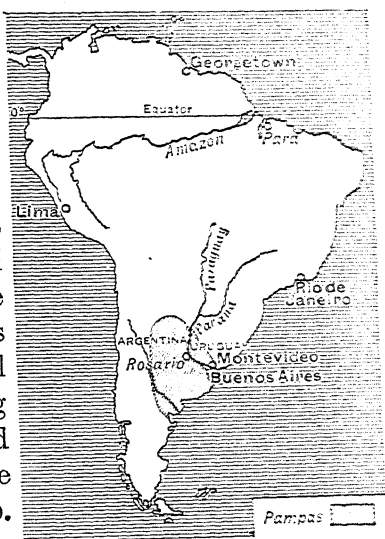 Georgetown
0°
Equator
Amazon
Pará
Lima
Paraguay
Rio de
Janeiro
Paraná
ARGENTINA
URUGUAY
Rosario
Montevideo
Buenos Aires
Pampas
e
s
l
g
d
e